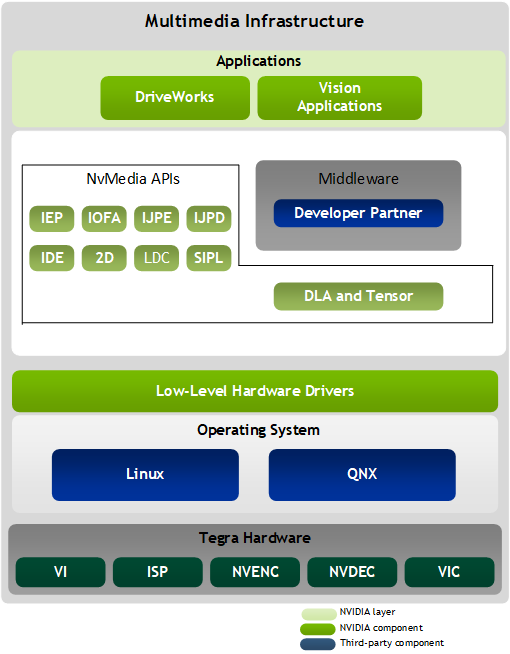 Multimedia Infrastructure
Applications
DriveWorks
Vision
Applications
NvMedia APIs
IEP IOFA IJPE IJPD
IDE 2D LDC SIPL
Middleware
Developer Partner
DLA and Tensor
Low-Level Hardware Drivers
Operating System
Linux QNX
Tegra Hardware
VI ISP NVENC NVDEC VIC
NVIDIA layer
NVIDIA component
Third-party component